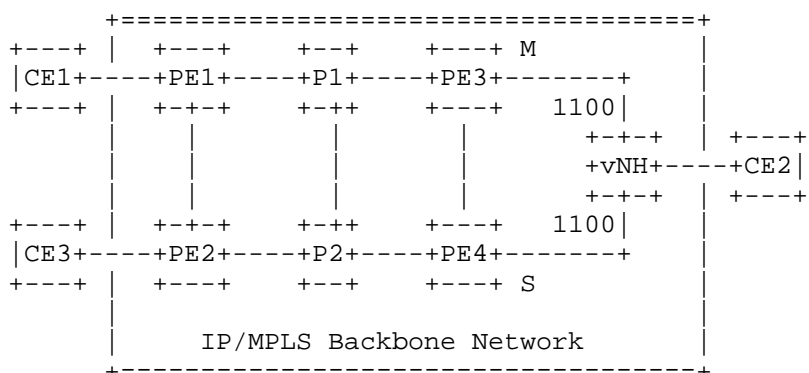 +===================================+
+---+ | +---+ +--+ +---+ M |
|CE1+----+PE1+----+P1+----+PE3+-------+ |
+---+ | +-+-+ +-++ +---+ 1100| |
| | | | +-+-+ | +---+
| | | | +vNH+----+CE2|
| | | | +-+-+ | +---+
+---+ | +-+-+ +-++ +---+ 1100| |
|CE3+----+PE2+----+P2+----+PE4+-------+ |
+---+ | +---+ +--+ +---+ S |
| |
| IP/MPLS Backbone Network |
+-----------------------------------+